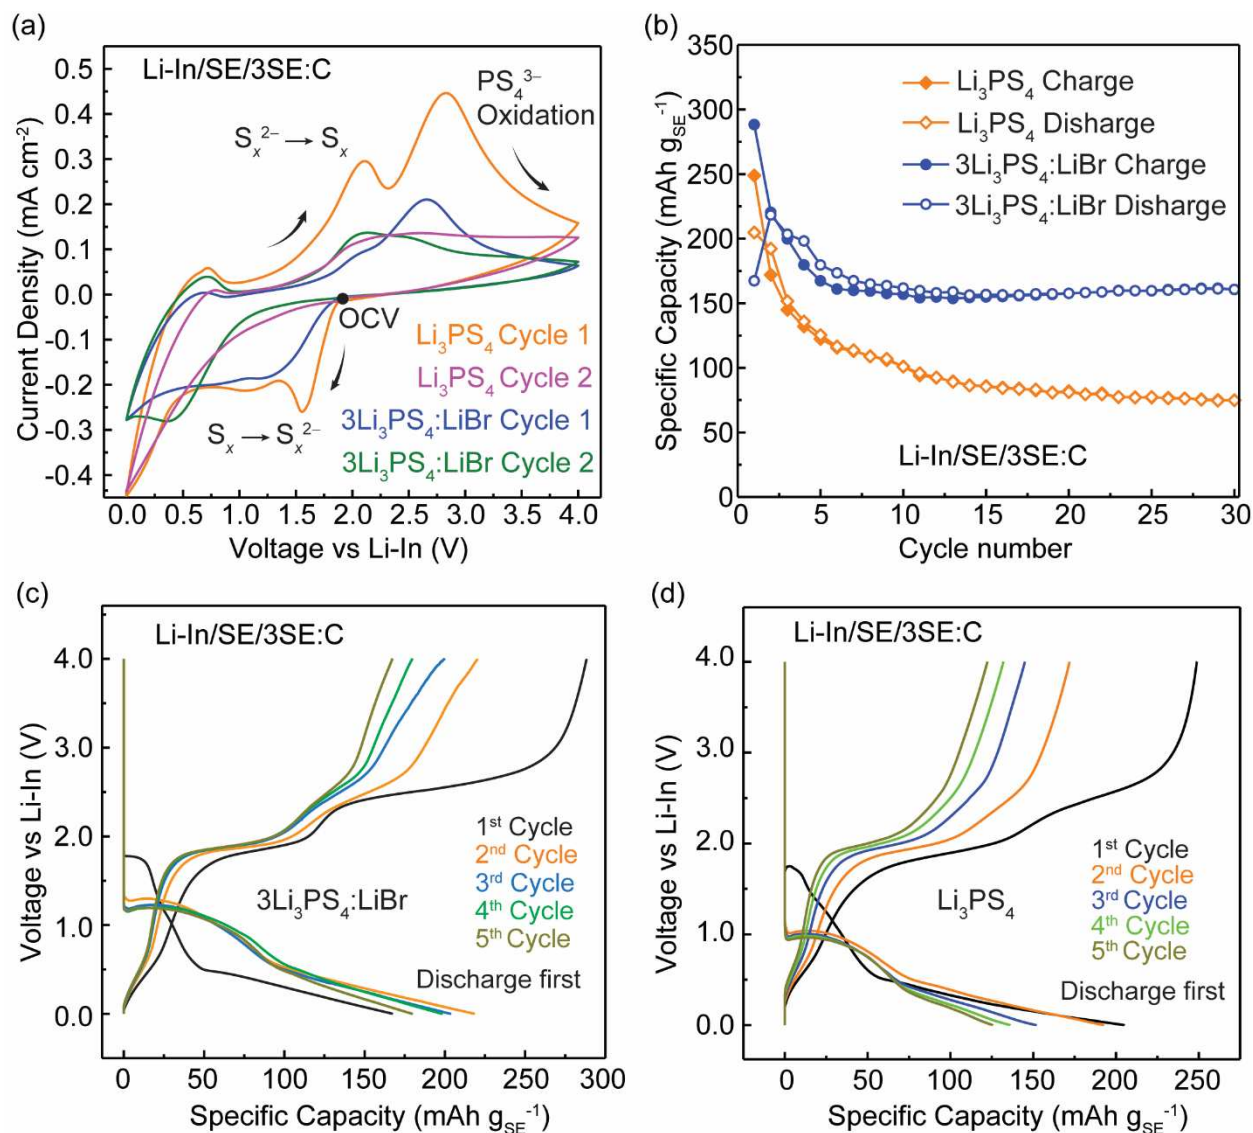 (a)
Li-In/SE/3SE:C
PS₄³⁻
Oxidation
Sₓ²⁻ → Sₓ
OCV
Li₃PS₄ Cycle 1
Li₃PS₄ Cycle 2
3Li₃PS₄:LiBr Cycle 1
3Li₃PS₄:LiBr Cycle 2
Sₓ → Sₓ²⁻
Current Density (mA cm⁻²)
0.5
0.4
0.3
0.2
0.1
0.0
-0.1
-0.2
-0.3
-0.4
0.0 0.5 1.0 1.5 2.0 2.5 3.0 3.5 4.0
Voltage vs Li-In (V)
(b)
Li₃PS₄ Charge
Li₃PS₄ Disharge
3Li₃PS₄:LiBr Charge
3Li₃PS₄:LiBr Disharge
Li-In/SE/3SE:C
Specific Capacity (mAh g_SE⁻¹)
350
300
250
200
150
100
50
0
0 5 10 15 20 25 30
Cycle number
(c)
Li-In/SE/3SE:C
1st Cycle
2nd Cycle
3rd Cycle
4th Cycle
5th Cycle
3Li₃PS₄:LiBr
Discharge first
Voltage vs Li-In (V)
4.0
3.0
2.0
1.0
0.0
0 50 100 150 200 250 300
Specific Capacity (mAh g_SE⁻¹)
(d)
Li-In/SE/3SE:C
1st Cycle
2nd Cycle
3rd Cycle
4th Cycle
5th Cycle
Li₃PS₄
Discharge first
Voltage vs Li-In (V)
4.0
3.0
2.0
1.0
0.0
0 50 100 150 200 250
Specific Capacity (mAh g_SE⁻¹)